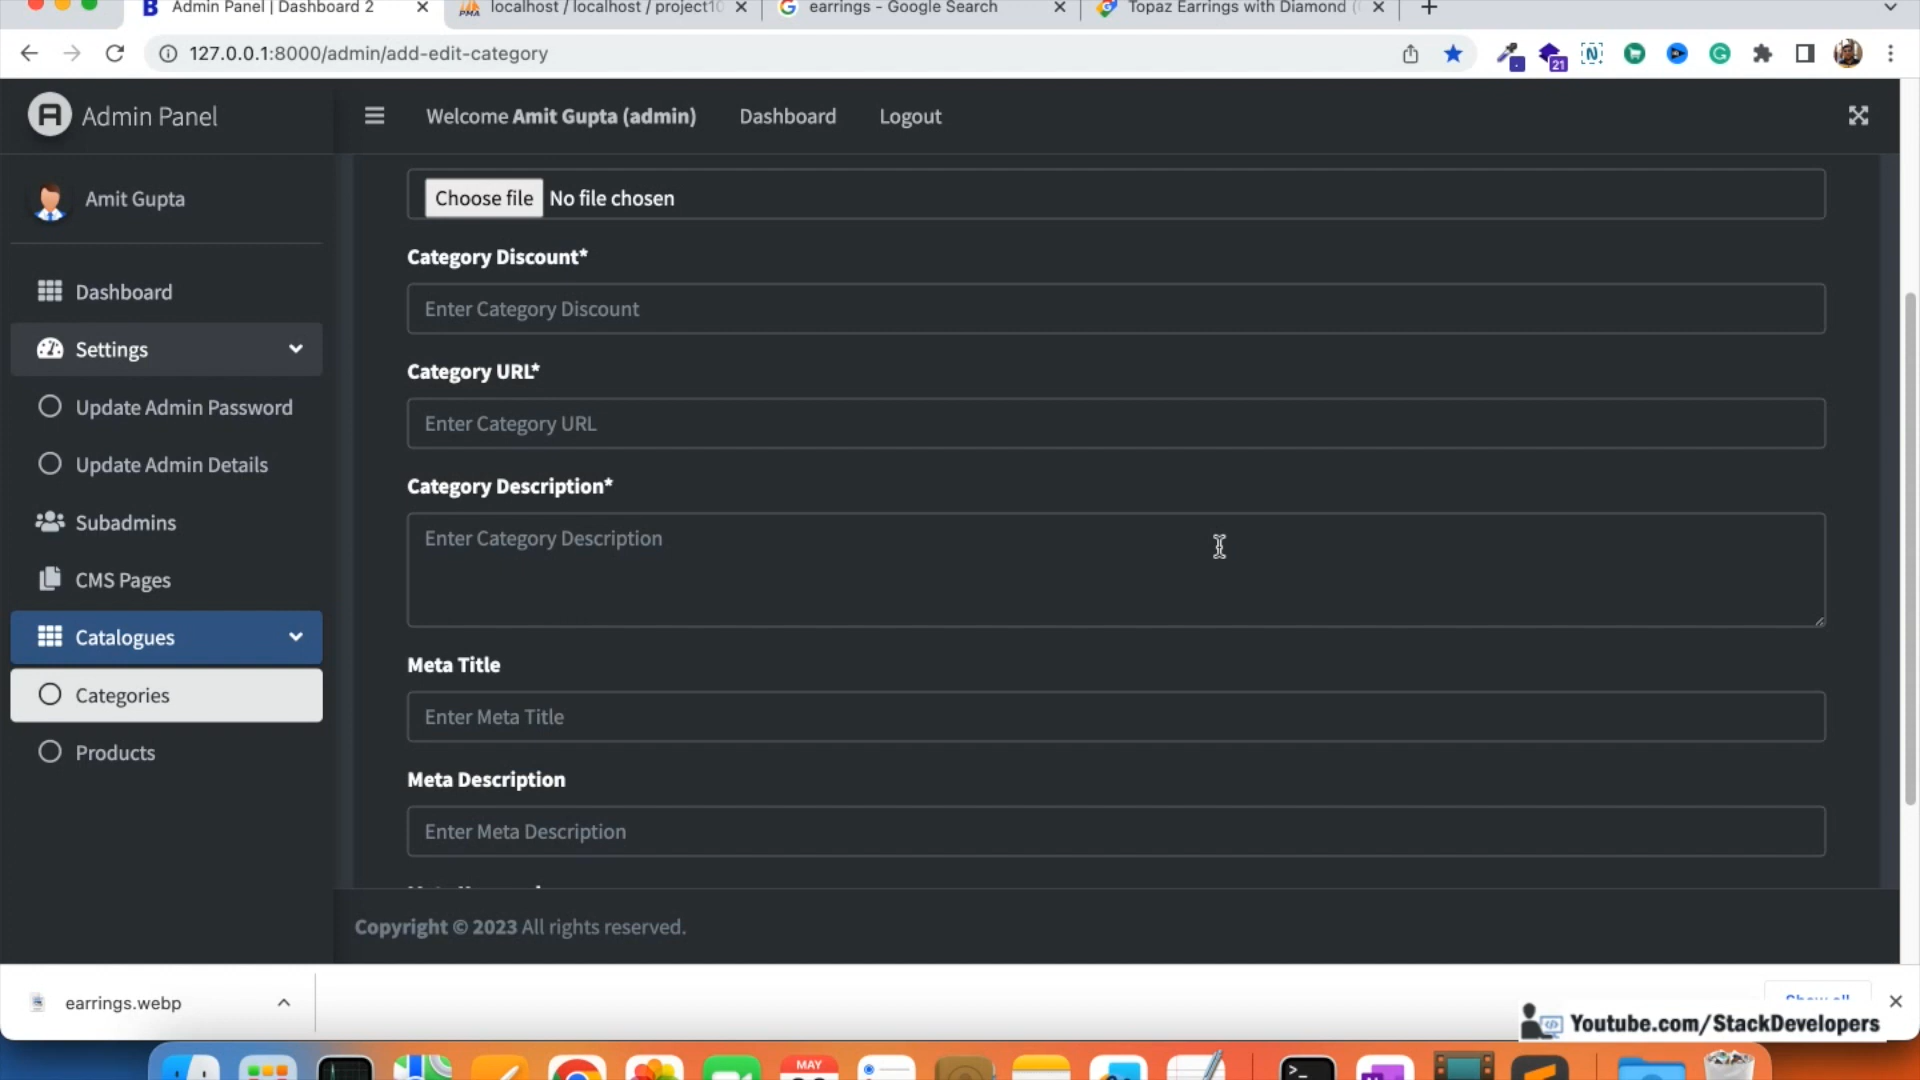 Admin Panel | Dashboard 2
localhost / localhost / project10
earrings - Google Search
Topaz Earrings with Diamond (
127.0.0.1:8000/admin/add-edit-category
21
Admin Panel
Welcome Amit Gupta (admin)
Dashboard
Logout
Amit Gupta
Dashboard
Settings
Update Admin Password
Update Admin Details
Subadmins
CMS Pages
Catalogues
Categories
Products
Choose file No file chosen
Category Discount*
Enter Category Discount
Category URL*
Enter Category URL
Category Description*
Enter Category Description
Meta Title
Enter Meta Title
Meta Description
Enter Meta Description
Copyright © 2023 All rights reserved.
earrings.webp
Show all
Youtube.com/StackDevelopers
MAY